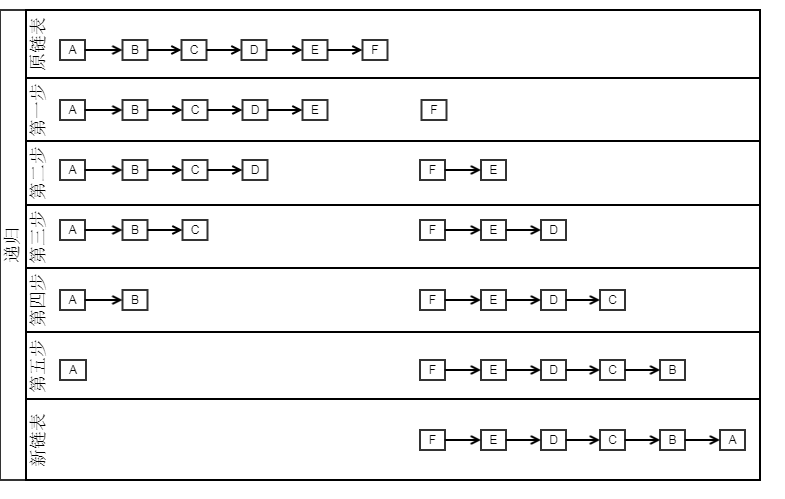 递归
原链表
A B C D E F
第一步
A B C D E F
第二步
A B C D F E
第三步
A B C F E D
第四步
A B F E D C
第五步
A F E D C B
新链表
F E D C B A